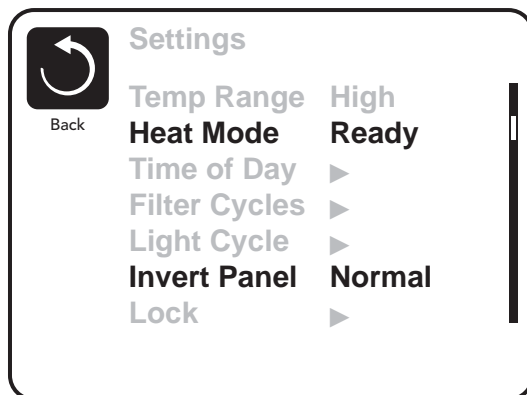 Settings
Back
Temp Range High
Heat Mode Ready
Time of Day ▶
Filter Cycles ▶
Light Cycle ▶
Invert Panel Normal
Lock ▶